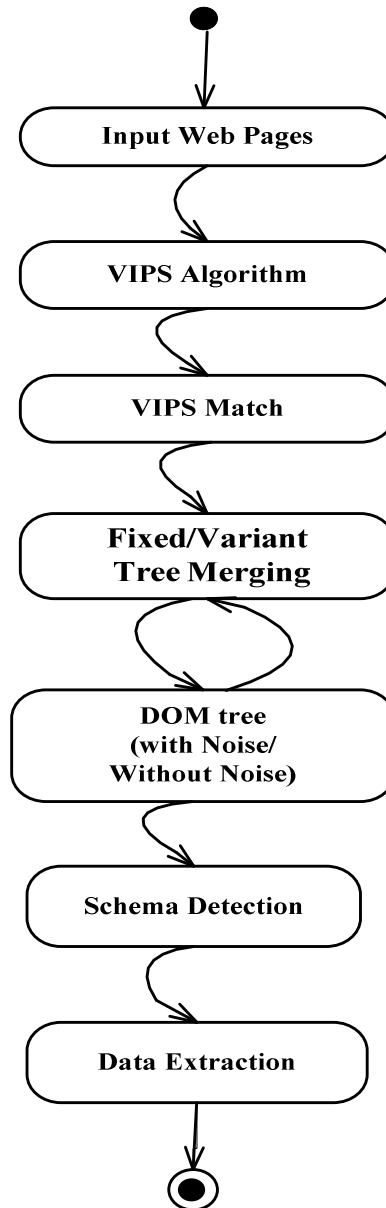 Input Web Pages
VIPS Algorithm
VIPS Match
Fixed/Variant
Tree Merging
DOM tree
(with Noise/
Without Noise)
Schema Detection
Data Extraction